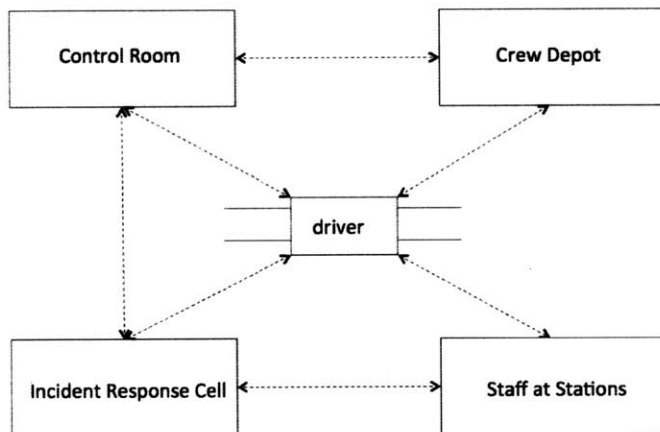 Control Room
Crew Depot
driver
Incident Response Cell
Staff at Stations